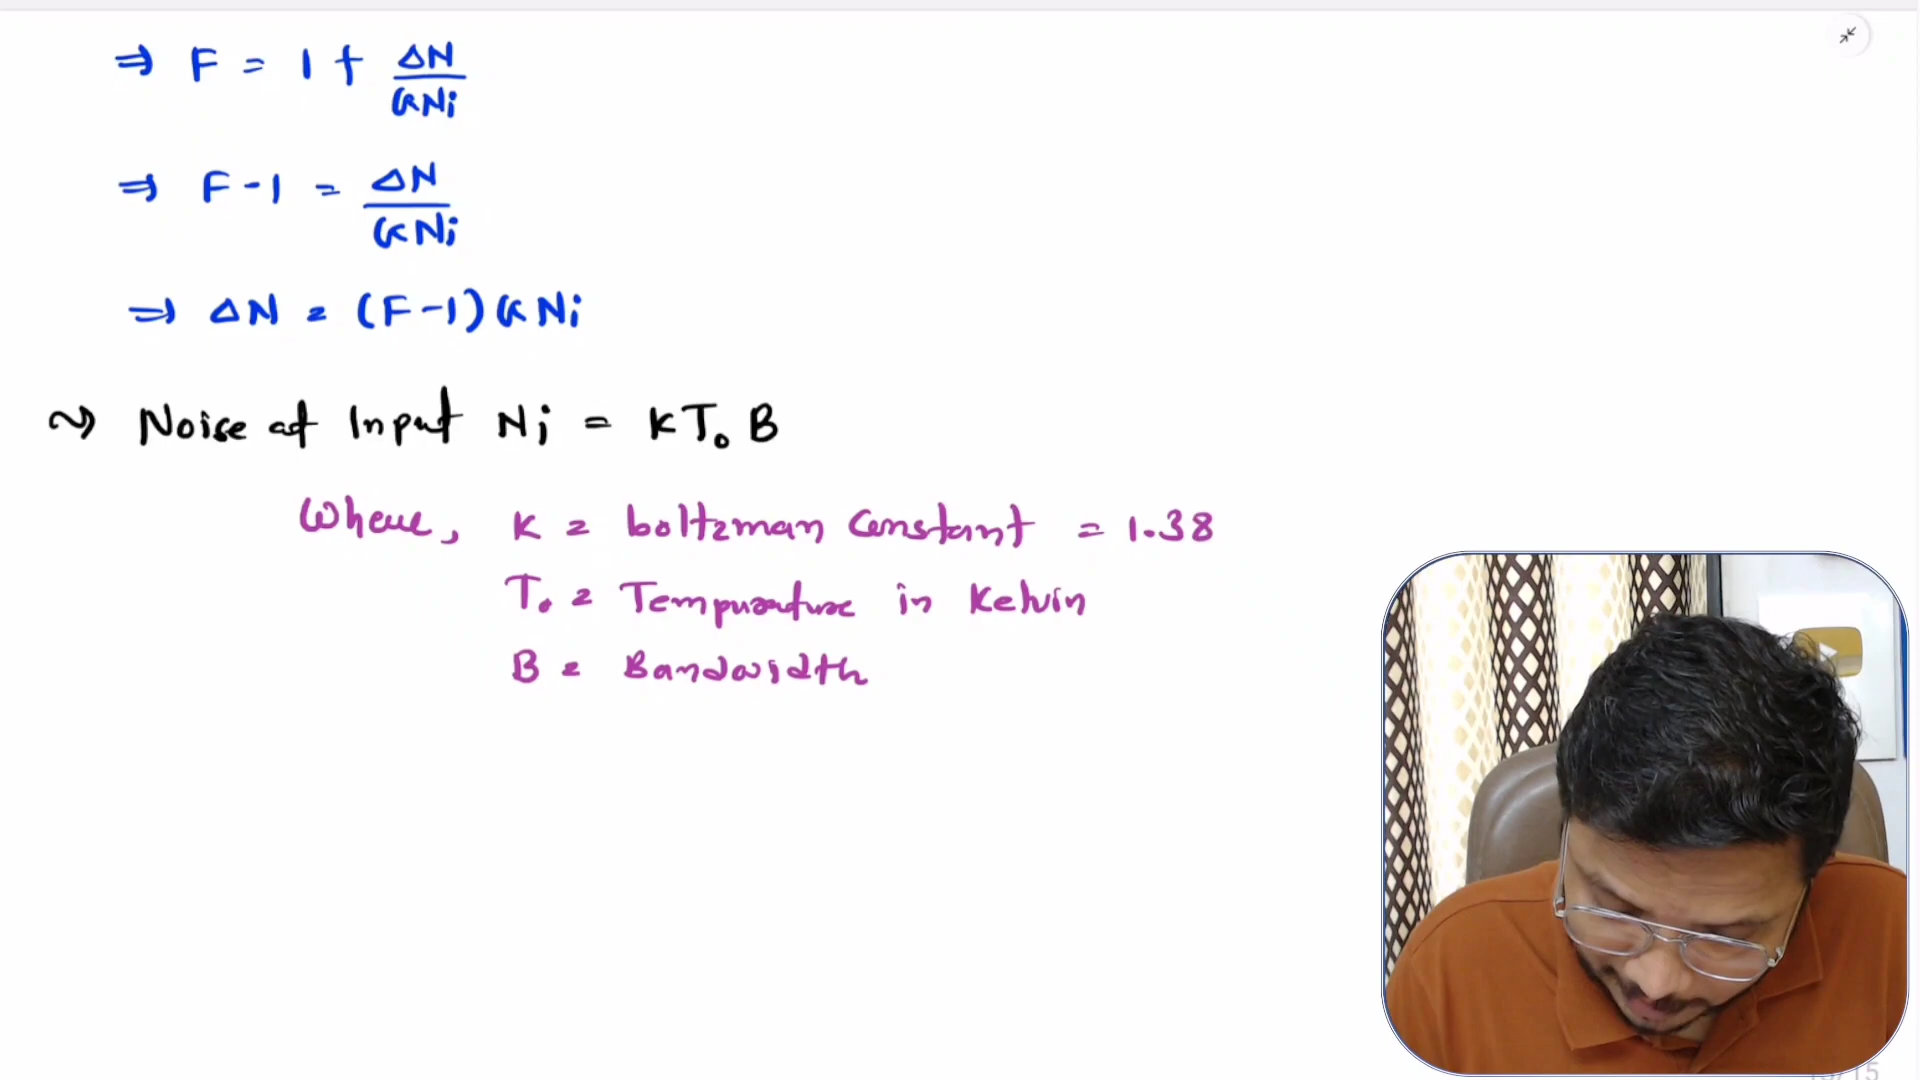 ⇒ F = 1 + ΔN/GNi
⇒ F-1 = ΔN/GNi
⇒ ΔN = (F-1) G Ni
~> Noise at Input Ni = KT₀B
Where, K = boltzman Constant = 1.38
T₀ = Temperature in Kelvin
B = Bandwidth